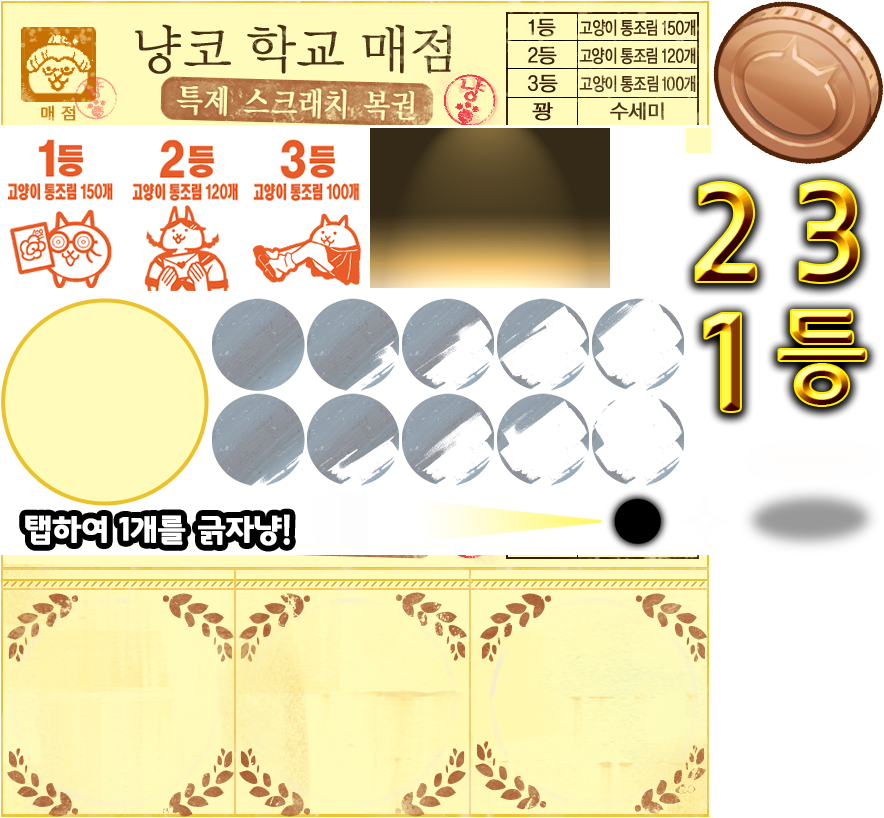 냥코 학교 매점
특제 스크래치 복권
매점
냥
1등 고양이 통조림 150개
2등 고양이 통조림 120개
3등 고양이 통조림 100개
꽝 수세미
1등
고양이 통조림 150개
2등
고양이 통조림 120개
3등
고양이 통조림 100개
2 3
1 등
탭하여 1개를 긁자냥!